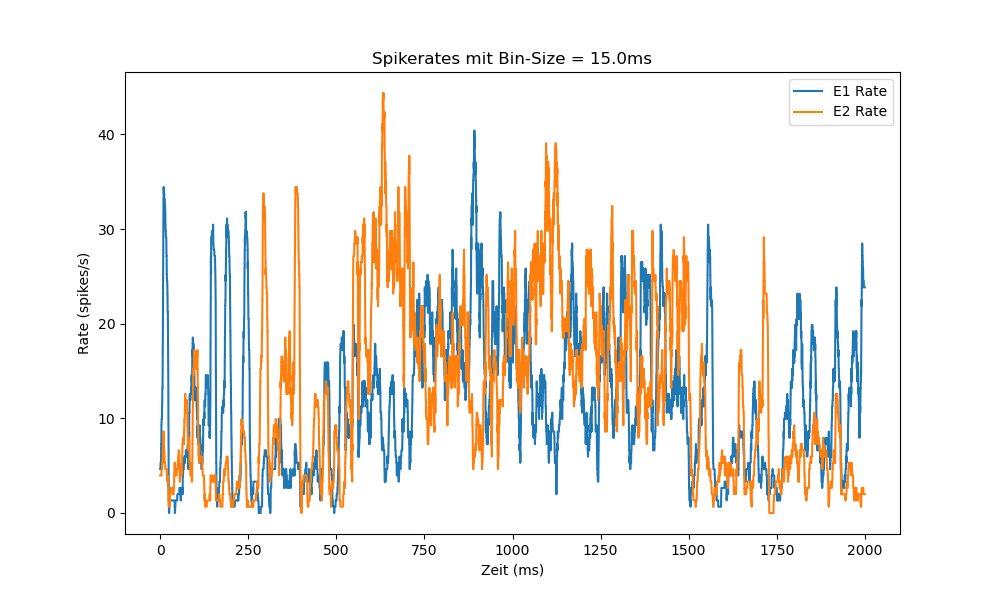 Spikerates mit Bin-Size = 15.0ms
E1 Rate
E2 Rate
Rate (spikes/s)
40
30
20
10
0
0 250 500 750 1000 1250 1500 1750 2000
Zeit (ms)